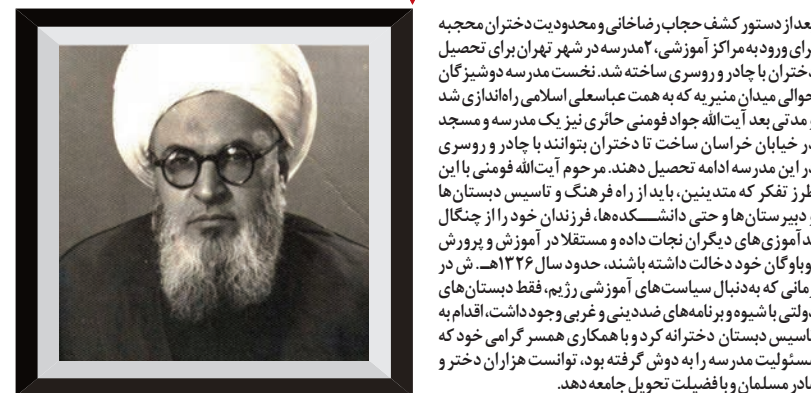 بعد از دستور کشف حجاب رضاخانی و محدودیت دختران محجبه
برای ورود به مراکز آموزشی، ۲مدرسه در شهر تهران برای تحصیل
دختران با چادر و روسری ساخته شد. نخست مدرسه دوشیزگان
حوالی میدان منیریه که به همت عباسعلی اسلامی راه‌اندازی شد
و مدتی بعد آیت‌الله جواد فومنی حائری نیز یک مدرسه و مسجد
در خیابان خراسان ساخت تا دختران بتوانند با چادر و روسری
در این مدرسه ادامه تحصیل دهند. مرحوم آیت‌الله فومنی با این
طرز تفکر که متدینین، باید از راه فرهنگ و تاسیس دبستان‌ها
و دبیرستان‌ها و حتی دانشـــکده‌ها، فرزندان خود را از چنگال
بدآموزی‌های دیگران نجات داده و مستقلا در آموزش و پرورش
نوباوگان خود دخالت داشته باشند، حدود سال ۱۳۲۶هـ. ش در
زمانی که به‌دنبال سیاست‌های آموزشی رژیم، فقط دبستان‌های
دولتی با شیوه و برنامه‌های ضددینی و غربی وجود داشت، اقدام به
تاسیس دبستان دخترانه کرد و با همکاری همسر گرامی خود که
مسئولیت مدرسه را به دوش گرفته بود، توانست هزاران دختر و
مادر مسلمان و با فضیلت تحویل جامعه دهد.